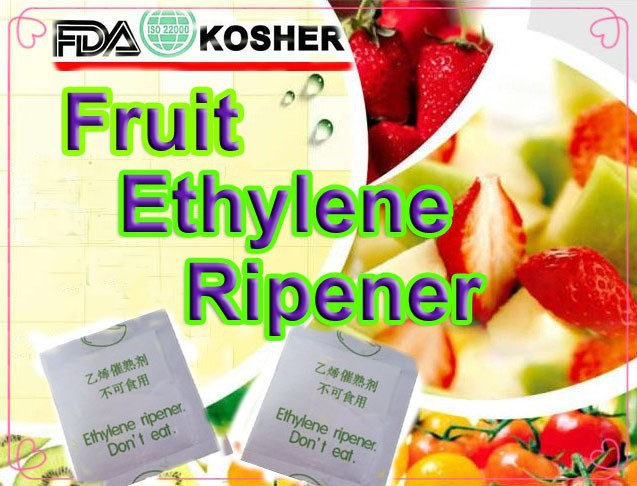 FDA ISO 22000 KOSHER
Fruit
Ethylene
Ripener
乙烯催熟剂
不可食用
Ethylene ripener.
Don't eat.
乙烯催熟剂
不可食用
Ethylene ripener.
Don't eat.